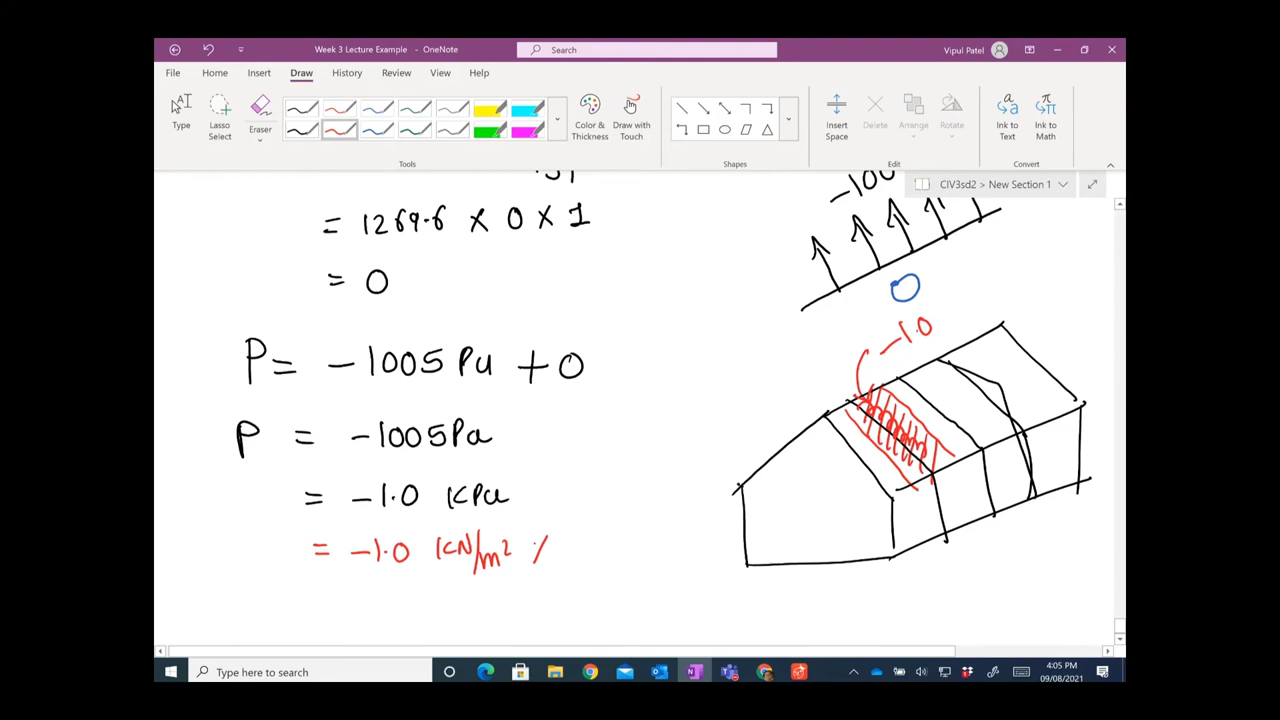 Week 3 Lecture Example - OneNote
Search
Vipul Patel
File Home Insert Draw History Review View Help
Type
Lasso Select
Eraser
Color & Thickness
Draw with Touch
Insert Space
Delete
Arrange
Rotate
Ink to Text
Ink to Math
Tools
Shapes
Edit
Convert
CIV3sd2 > New Section 1
= 1269.6 × 0 × 1
= 0
P = -1005 Pa + 0
P = -1005Pa
= -1.0 KPa
= -1.0 KN/m²
-100
0
-1.0
Type here to search
4:05 PM
09/08/2021